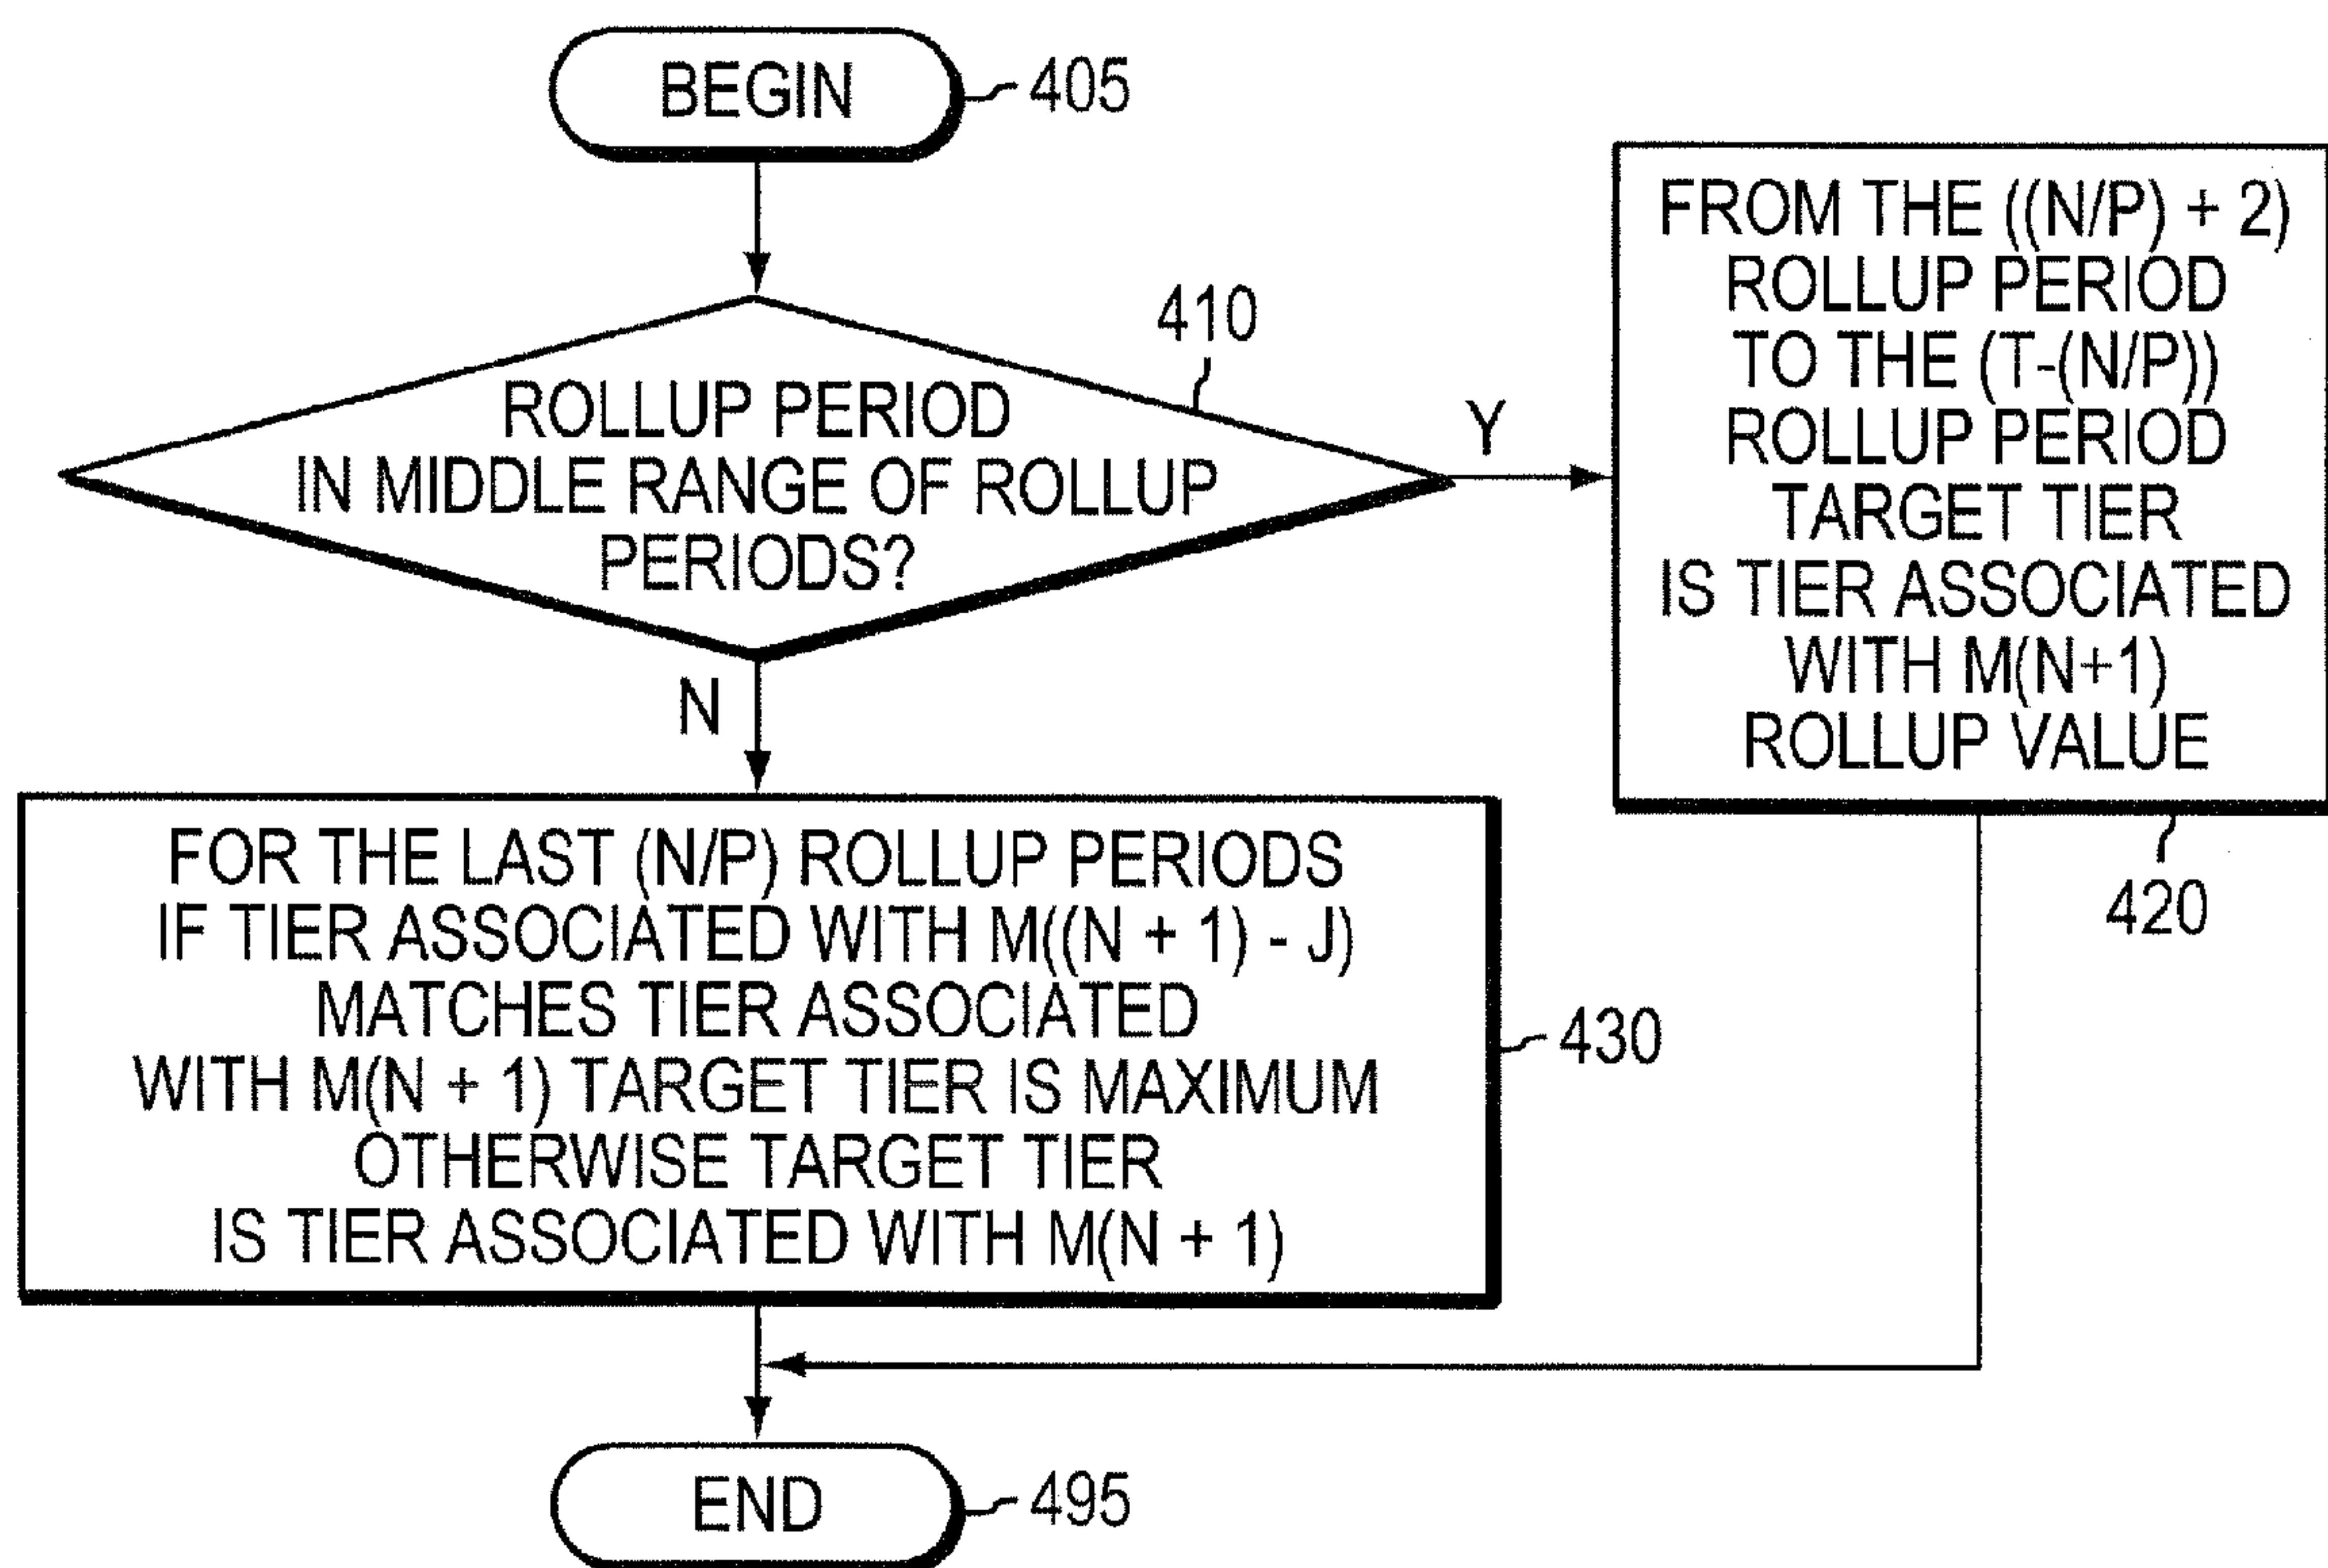 BEGIN
405
410
ROLLUP PERIOD
IN MIDDLE RANGE OF ROLLUP
PERIODS?
Y
N
FROM THE ((N/P) + 2)
ROLLUP PERIOD
TO THE (T-(N/P))
ROLLUP PERIOD
TARGET TIER
IS TIER ASSOCIATED
WITH M(N+1)
ROLLUP VALUE
420
FOR THE LAST (N/P) ROLLUP PERIODS
IF TIER ASSOCIATED WITH M((N + 1) - J)
MATCHES TIER ASSOCIATED
WITH M(N + 1) TARGET TIER IS MAXIMUM
OTHERWISE TARGET TIER
IS TIER ASSOCIATED WITH M(N + 1)
430
END
495